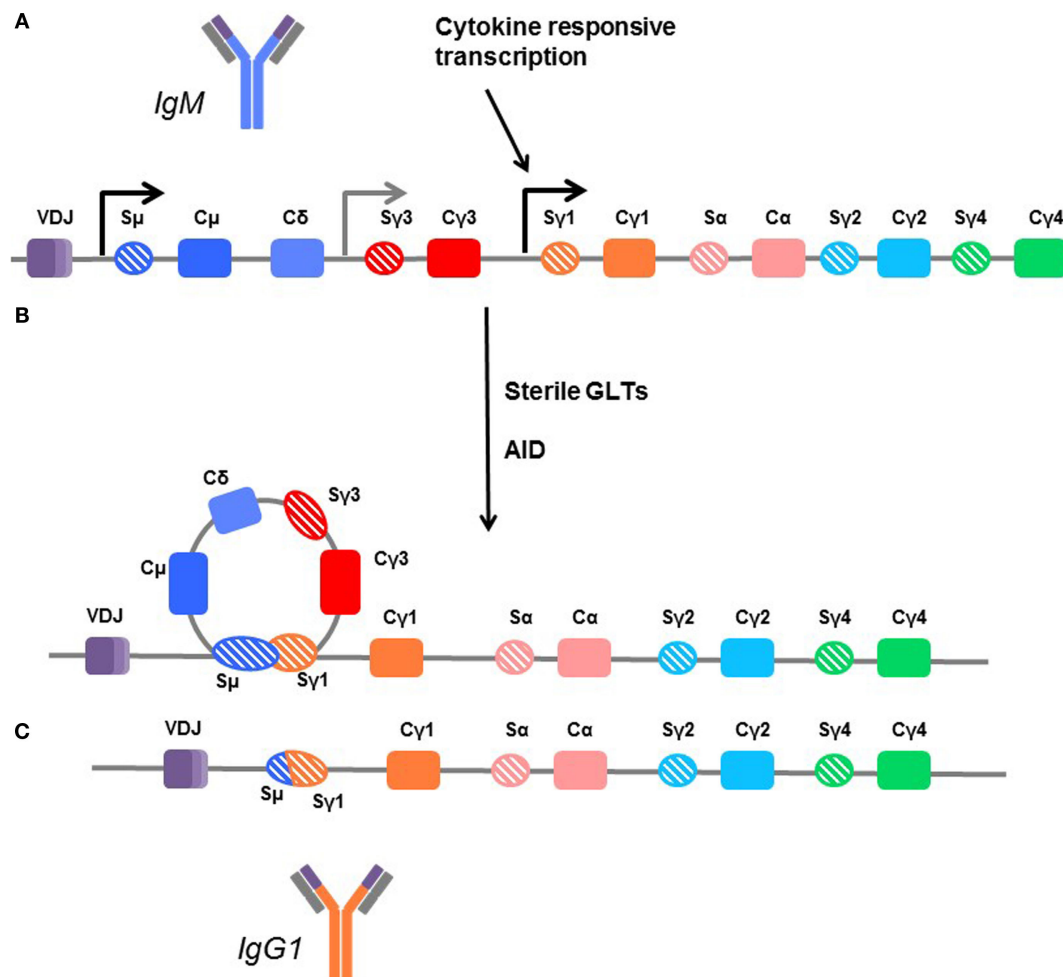 A
Cytokine responsive
transcription
IgM
VDJ Sμ Cμ Cδ Sγ3 Cγ3 Sγ1 Cγ1 Sα Cα Sγ2 Cγ2 Sγ4 Cγ4
B
Sterile GLTs
AID
Cδ Sγ3
Cμ Cγ3
VDJ Cγ1 Sα Cα Sγ2 Cγ2 Sγ4 Cγ4
Sμ Sγ1
C
VDJ Cγ1 Sα Cα Sγ2 Cγ2 Sγ4 Cγ4
Sμ Sγ1
IgG1